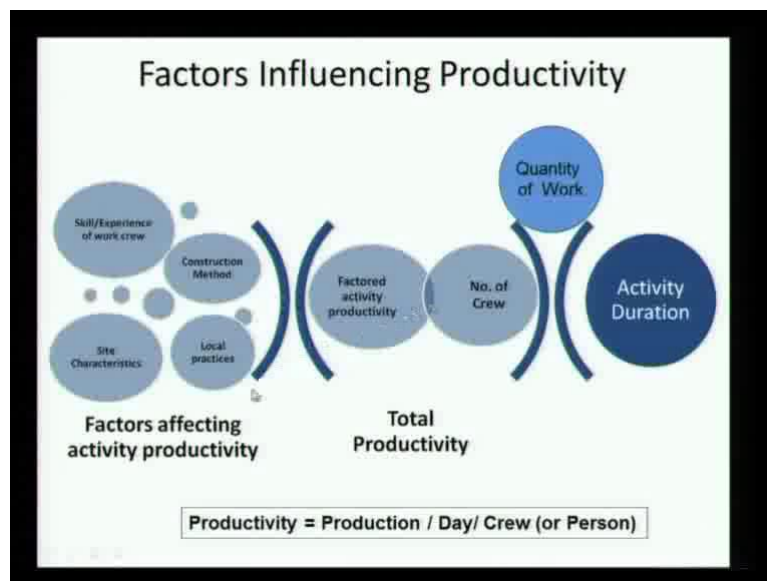 Factors Influencing Productivity
Quantity
of Work
Skill/Experience
of work crew
Construction
Method
Factored
activity
productivity
No. of
Crew
Activity
Duration
Site
Characteristics
Local
practices
Factors affecting
activity productivity
Total
Productivity
Productivity = Production / Day/ Crew (or Person)